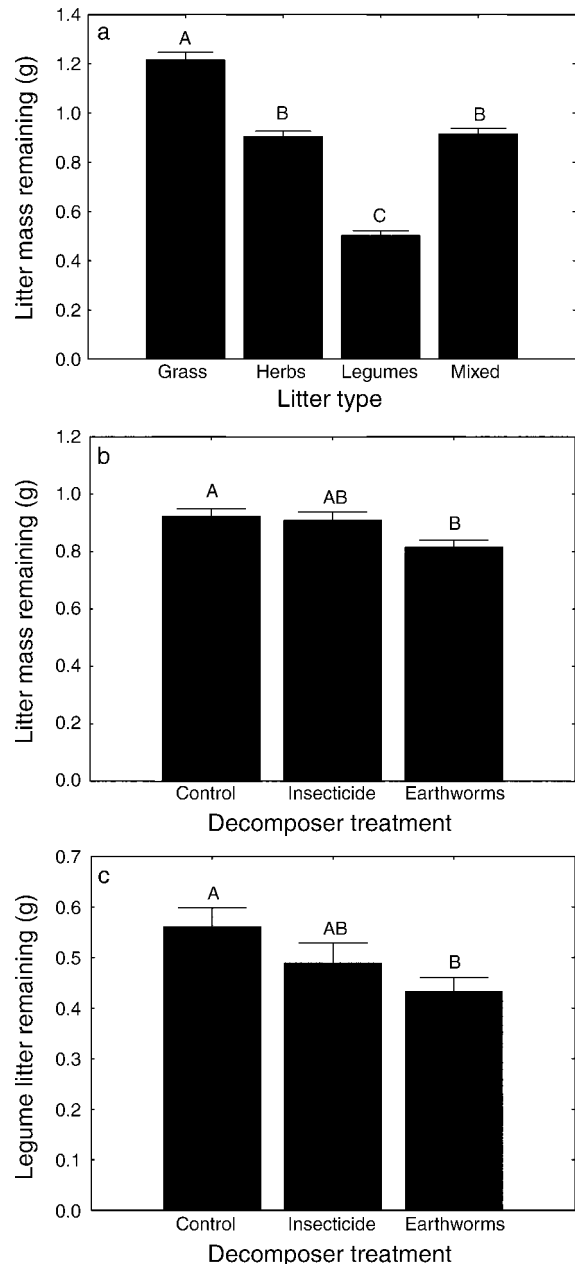 a
Litter mass remaining (g)
1.4
1.2
1.0
0.8
0.6
0.4
0.2
0.0
A
B
C
B
Grass Herbs Legumes Mixed
Litter type
b
Litter mass remaining (g)
1.2
1.0
0.8
0.6
0.4
0.2
0.0
A
AB
B
Control Insecticide Earthworms
Decomposer treatment
c
Legume litter remaining (g)
0.7
0.6
0.5
0.4
0.3
0.2
0.1
0.0
A
AB
B
Control Insecticide Earthworms
Decomposer treatment